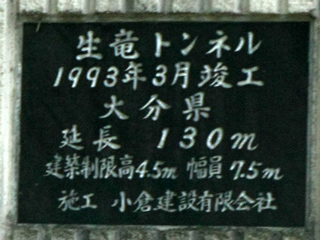 生竜トンネル
1993年3月竣工
大分県
延長 130m
建築制限高4.5m 幅員 7.5m
施工 小倉建設有限会社